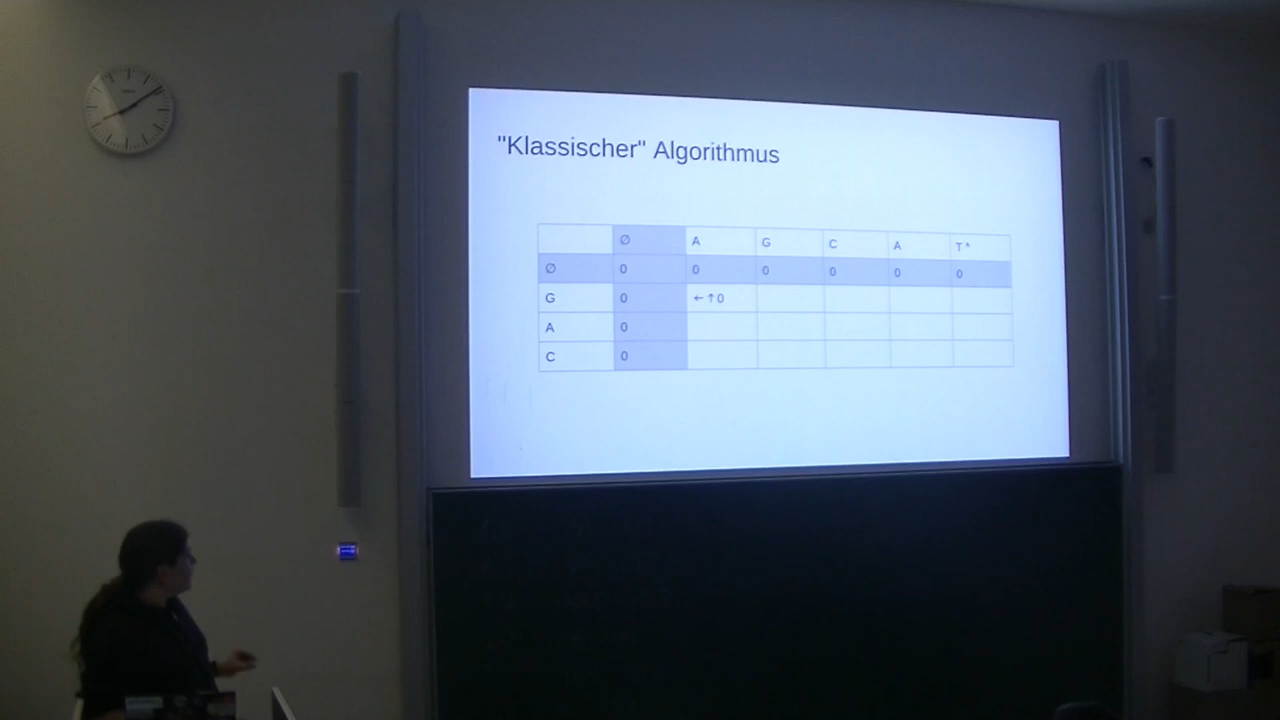 "Klassischer" Algorithmus
∅ A G C A T
∅ 0 0 0 0 0 0
G 0 ←↑0
A 0
C 0